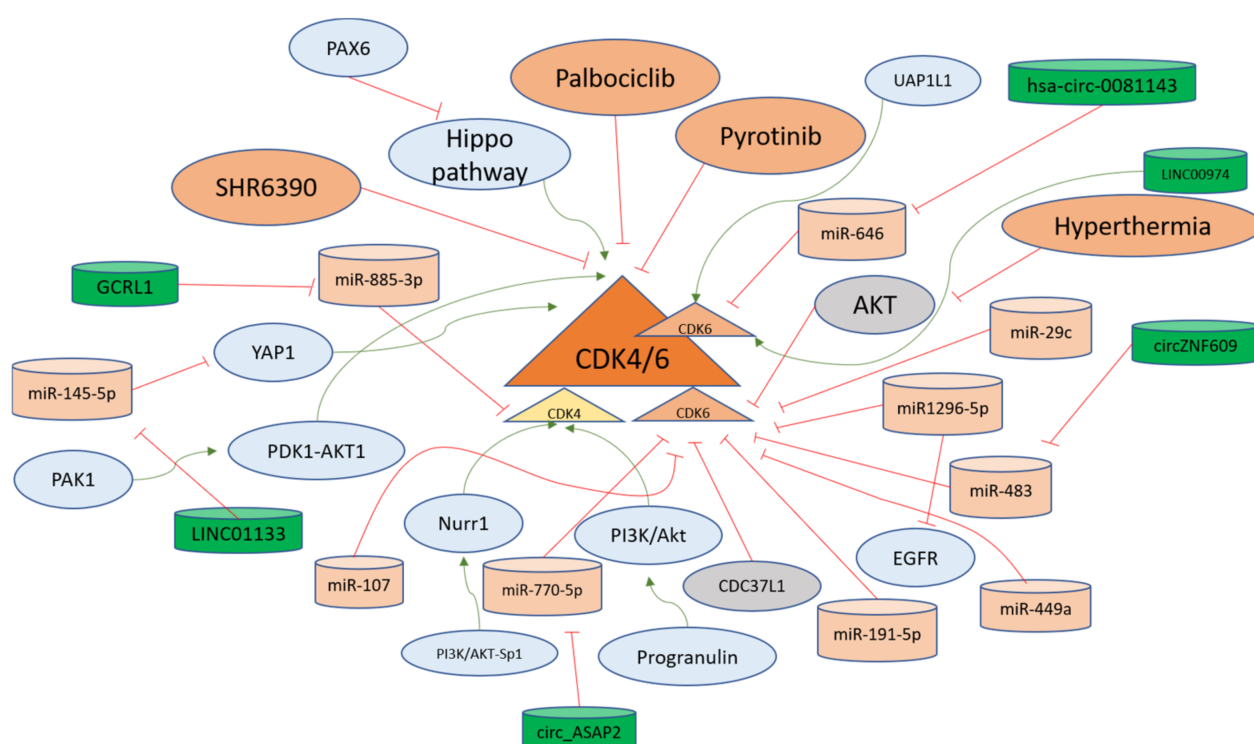 PAX6
Palbociclib
UAP1L1
hsa-circ-0081143
Hippo
pathway
Pyrotinib
SHR6390
LINC00974
miR-646
Hyperthermia
GCRL1
miR-885-3p
AKT
CDK6
miR-29c
circZNF609
YAP1
CDK4/6
miR-145-5p
CDK4
CDK6
miR1296-5p
PDK1-AKT1
PAK1
miR-483
Nurr1
PI3K/Akt
LINC01133
EGFR
miR-107
miR-770-5p
CDC37L1
miR-449a
miR-191-5p
PI3K/AKT-Sp1
Progranulin
circ_ASAP2